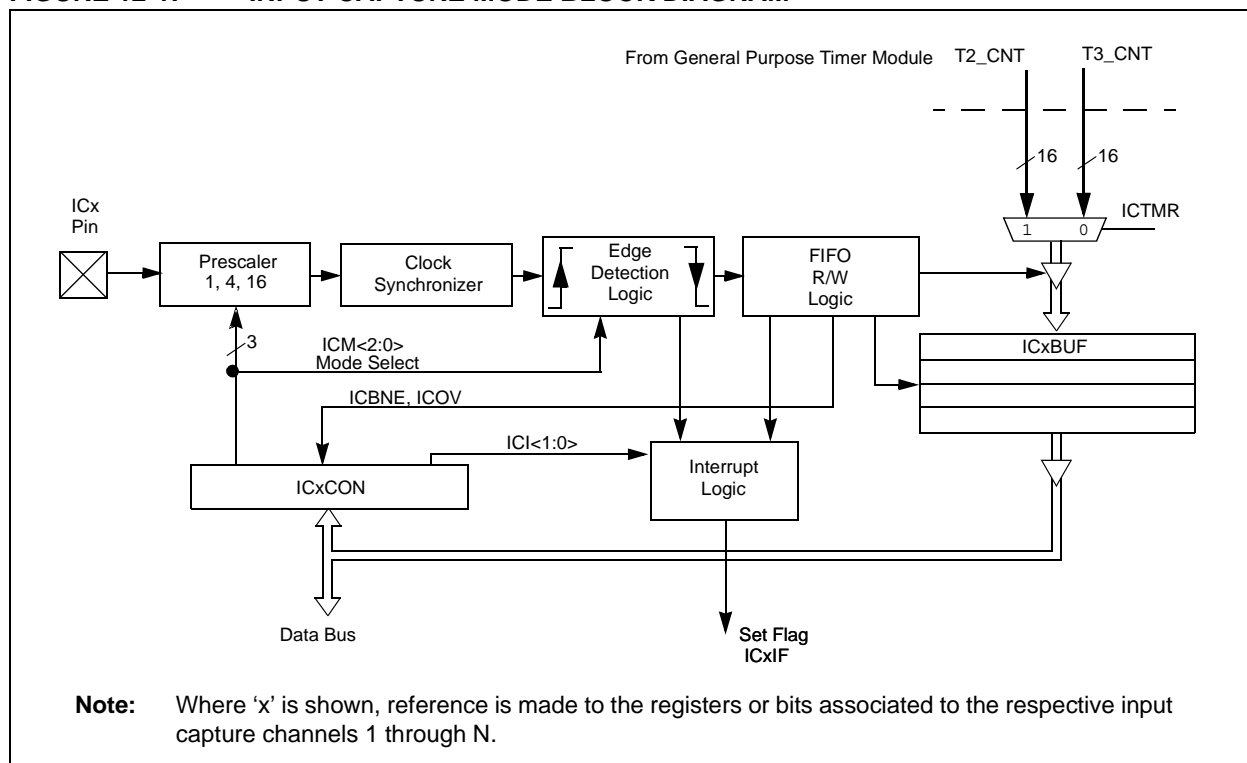 From General Purpose Timer Module
T2_CNT
T3_CNT
16
16
ICx
Pin
1
0
ICTMR
Prescaler
1, 4, 16
Clock
Synchronizer
Edge
Detection
Logic
FIFO
R/W
Logic
3
ICM<2:0>
Mode Select
ICxBUF
ICBNE, ICOV
ICI<1:0>
Interrupt
Logic
ICxCON
Data Bus
Set Flag
ICxIF
Note: Where ‘x’ is shown, reference is made to the registers or bits associated to the respective input
capture channels 1 through N.